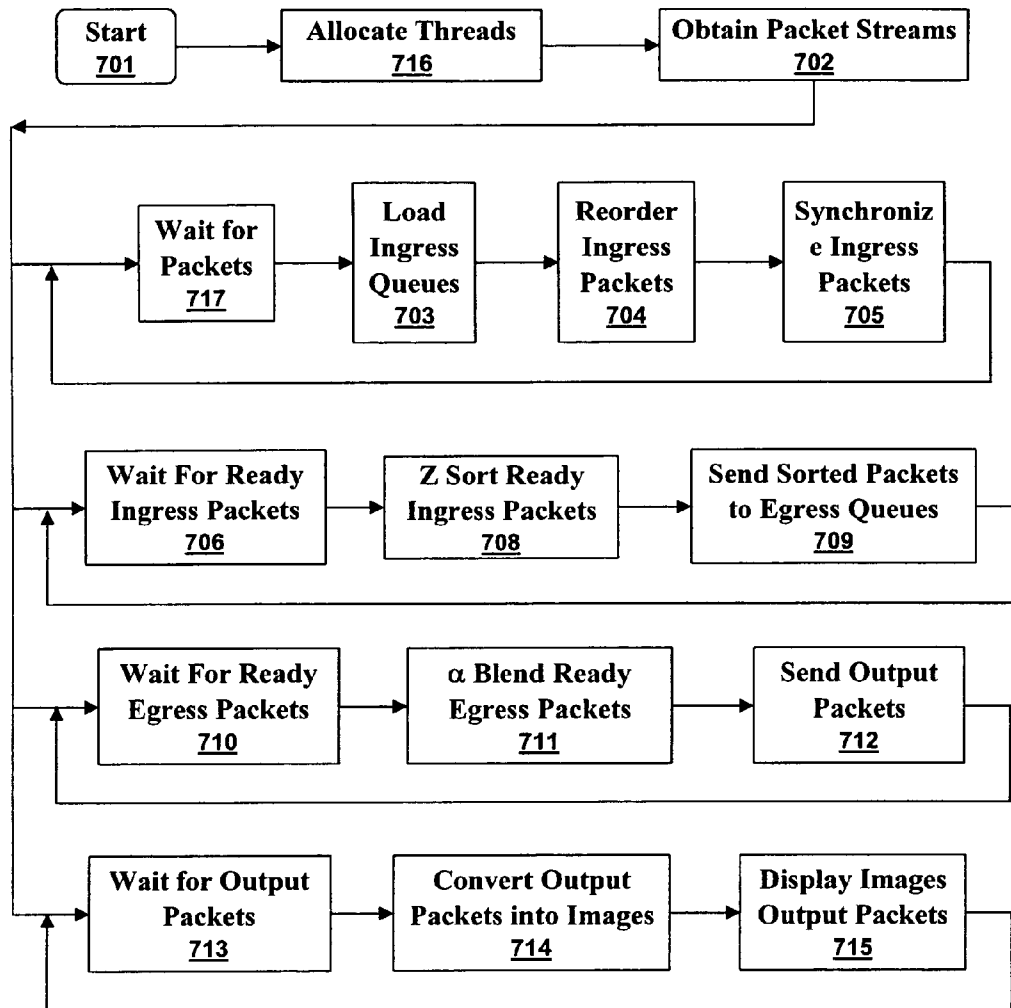 Start
701
Allocate Threads
716
Obtain Packet Streams
702
Wait for
Packets
717
Load
Ingress
Queues
703
Reorder
Ingress
Packets
704
Synchroniz
e Ingress
Packets
705
Wait For Ready
Ingress Packets
706
Z Sort Ready
Ingress Packets
708
Send Sorted Packets
to Egress Queues
709
Wait For Ready
Egress Packets
710
α Blend Ready
Egress Packets
711
Send Output
Packets
712
Wait for Output
Packets
713
Convert Output
Packets into Images
714
Display Images
Output Packets
715